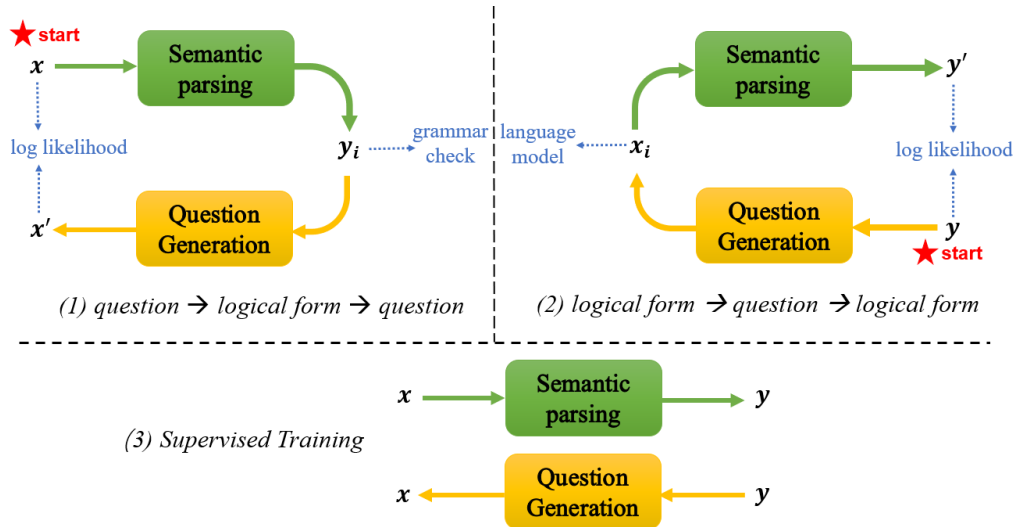 start
x
Semantic
parsing
y_i
log likelihood
grammar
check
x'
Question
Generation
(1) question → logical form → question
Semantic
parsing
y'
language
model
x_i
log likelihood
Question
Generation
y
start
(2) logical form → question → logical form
(3) Supervised Training
x
Semantic
parsing
y
x
Question
Generation
y